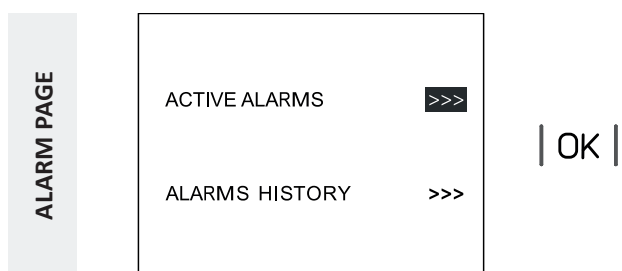 ALARM PAGE
ACTIVE ALARMS >>>
ALARMS HISTORY >>>
| OK |